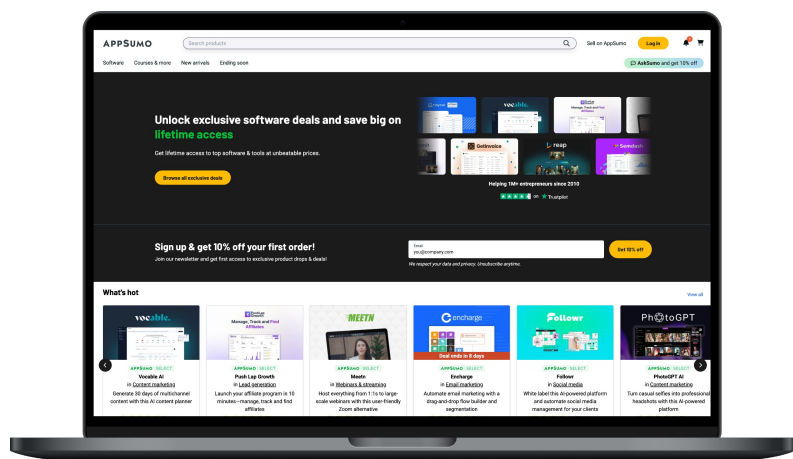 APPSUMO
Search products
Sell on AppSumo
Log in
Software
Courses & more
New arrivals
Ending soon
AskSumo and get 10% off
Unlock exclusive software deals and save big on
lifetime access
Get lifetime access to top software & tools at unbeatable prices.
Browse all exclusive deals
vocable.
Manage, Track and Find
Affiliates
GetInvoice
reap
Semdash
Helping 1M+ entrepreneurs since 2010
on Trustpilot
Sign up & get 10% off your first order!
Join our newsletter and get first access to exclusive product drops & deals!
Email
you@company.com
Get 10% off
We respect your data and privacy. Unsubscribe anytime.
What's hot
View all
vocable.
APPSUMO SELECT
Vocable AI
in Content marketing
Generate 30 days of multichannel
content with this AI content planner
Manage, Track and Find
Affiliates
APPSUMO SELECT
Push Lap Growth
in Lead generation
Launch your affiliate program in 10
minutes—manage, track and find
affiliates
MEETN
APPSUMO SELECT
Meetn
in Webinars & streaming
Host everything from 1:1s to large-
scale webinars with this user-friendly
Zoom alternative
encharge
Deal ends in 8 days
APPSUMO SELECT
Encharge
in Email marketing
Automate email marketing with a
drag-and-drop flow builder and
segmentation
Followr
APPSUMO SELECT
Followr
in Social media
White label this AI-powered platform
and automate social media
management for your clients
PhotoGPT
APPSUMO SELECT
PhotoGPT AI
in Content marketing
Turn casual selfies into professional
headshots with this AI-powered
platform